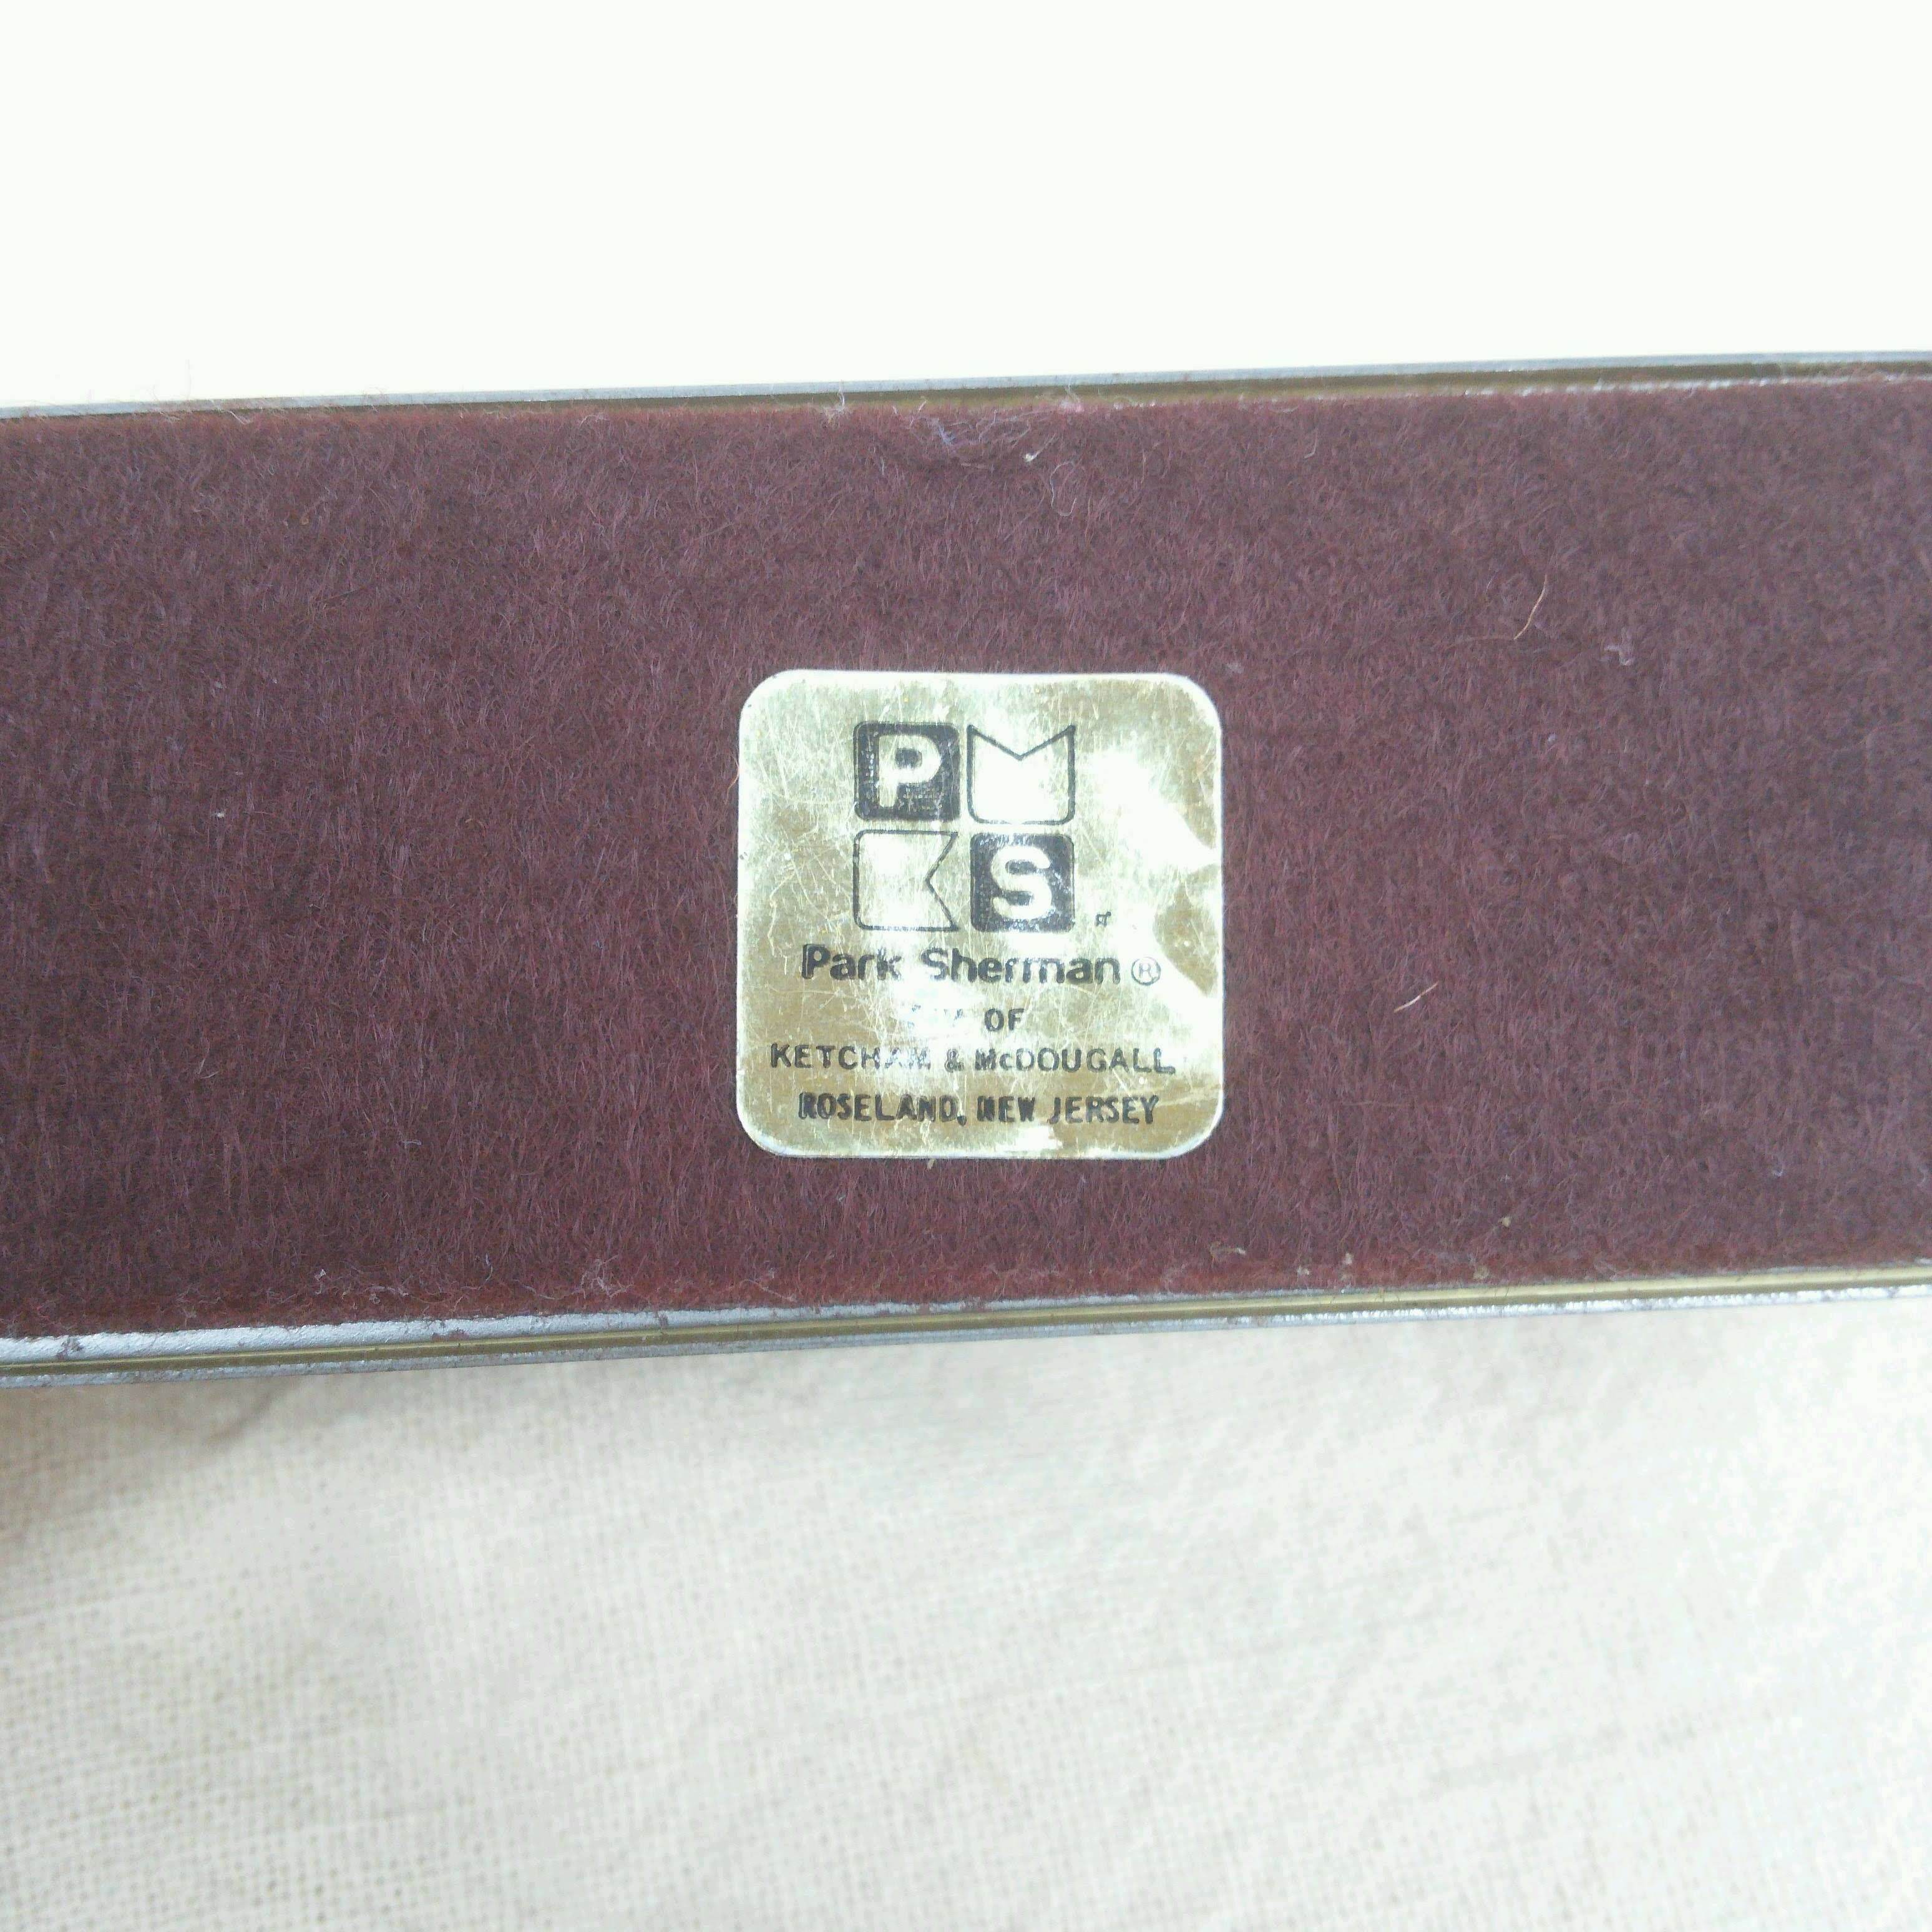 P M
K S
Park Sherman ®
OF
KETCHAM & McDOUGALL
ROSELAND, NEW JERSEY